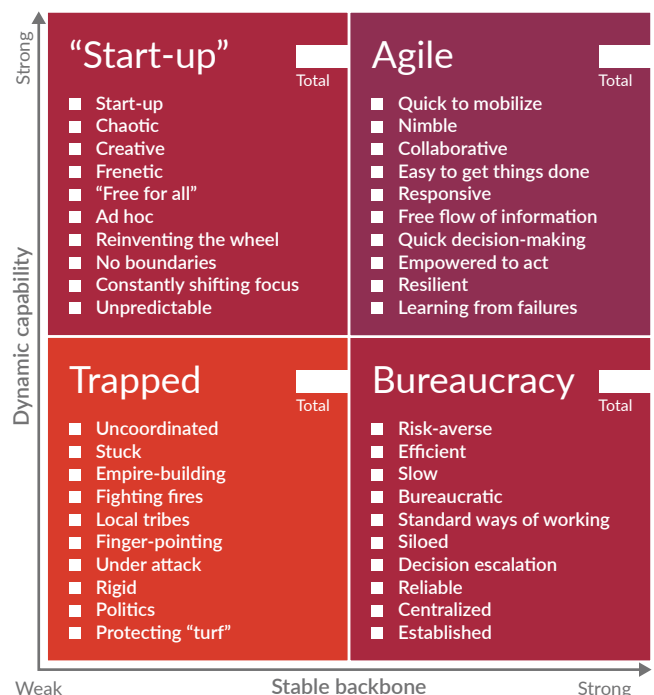 Strong
“Start-up”
Total
Start-up
Chaotic
Creative
Frenetic
“Free for all”
Ad hoc
Reinventing the wheel
No boundaries
Constantly shifting focus
Unpredictable
Agile
Total
Quick to mobilize
Nimble
Collaborative
Easy to get things done
Responsive
Free flow of information
Quick decision-making
Empowered to act
Resilient
Learning from failures
Dynamic capability
Trapped
Total
Uncoordinated
Stuck
Empire-building
Fighting fires
Local tribes
Finger-pointing
Under attack
Rigid
Politics
Protecting “turf”
Bureaucracy
Total
Risk-averse
Efficient
Slow
Bureaucratic
Standard ways of working
Siloed
Decision escalation
Reliable
Centralized
Established
Weak
Stable backbone
Strong